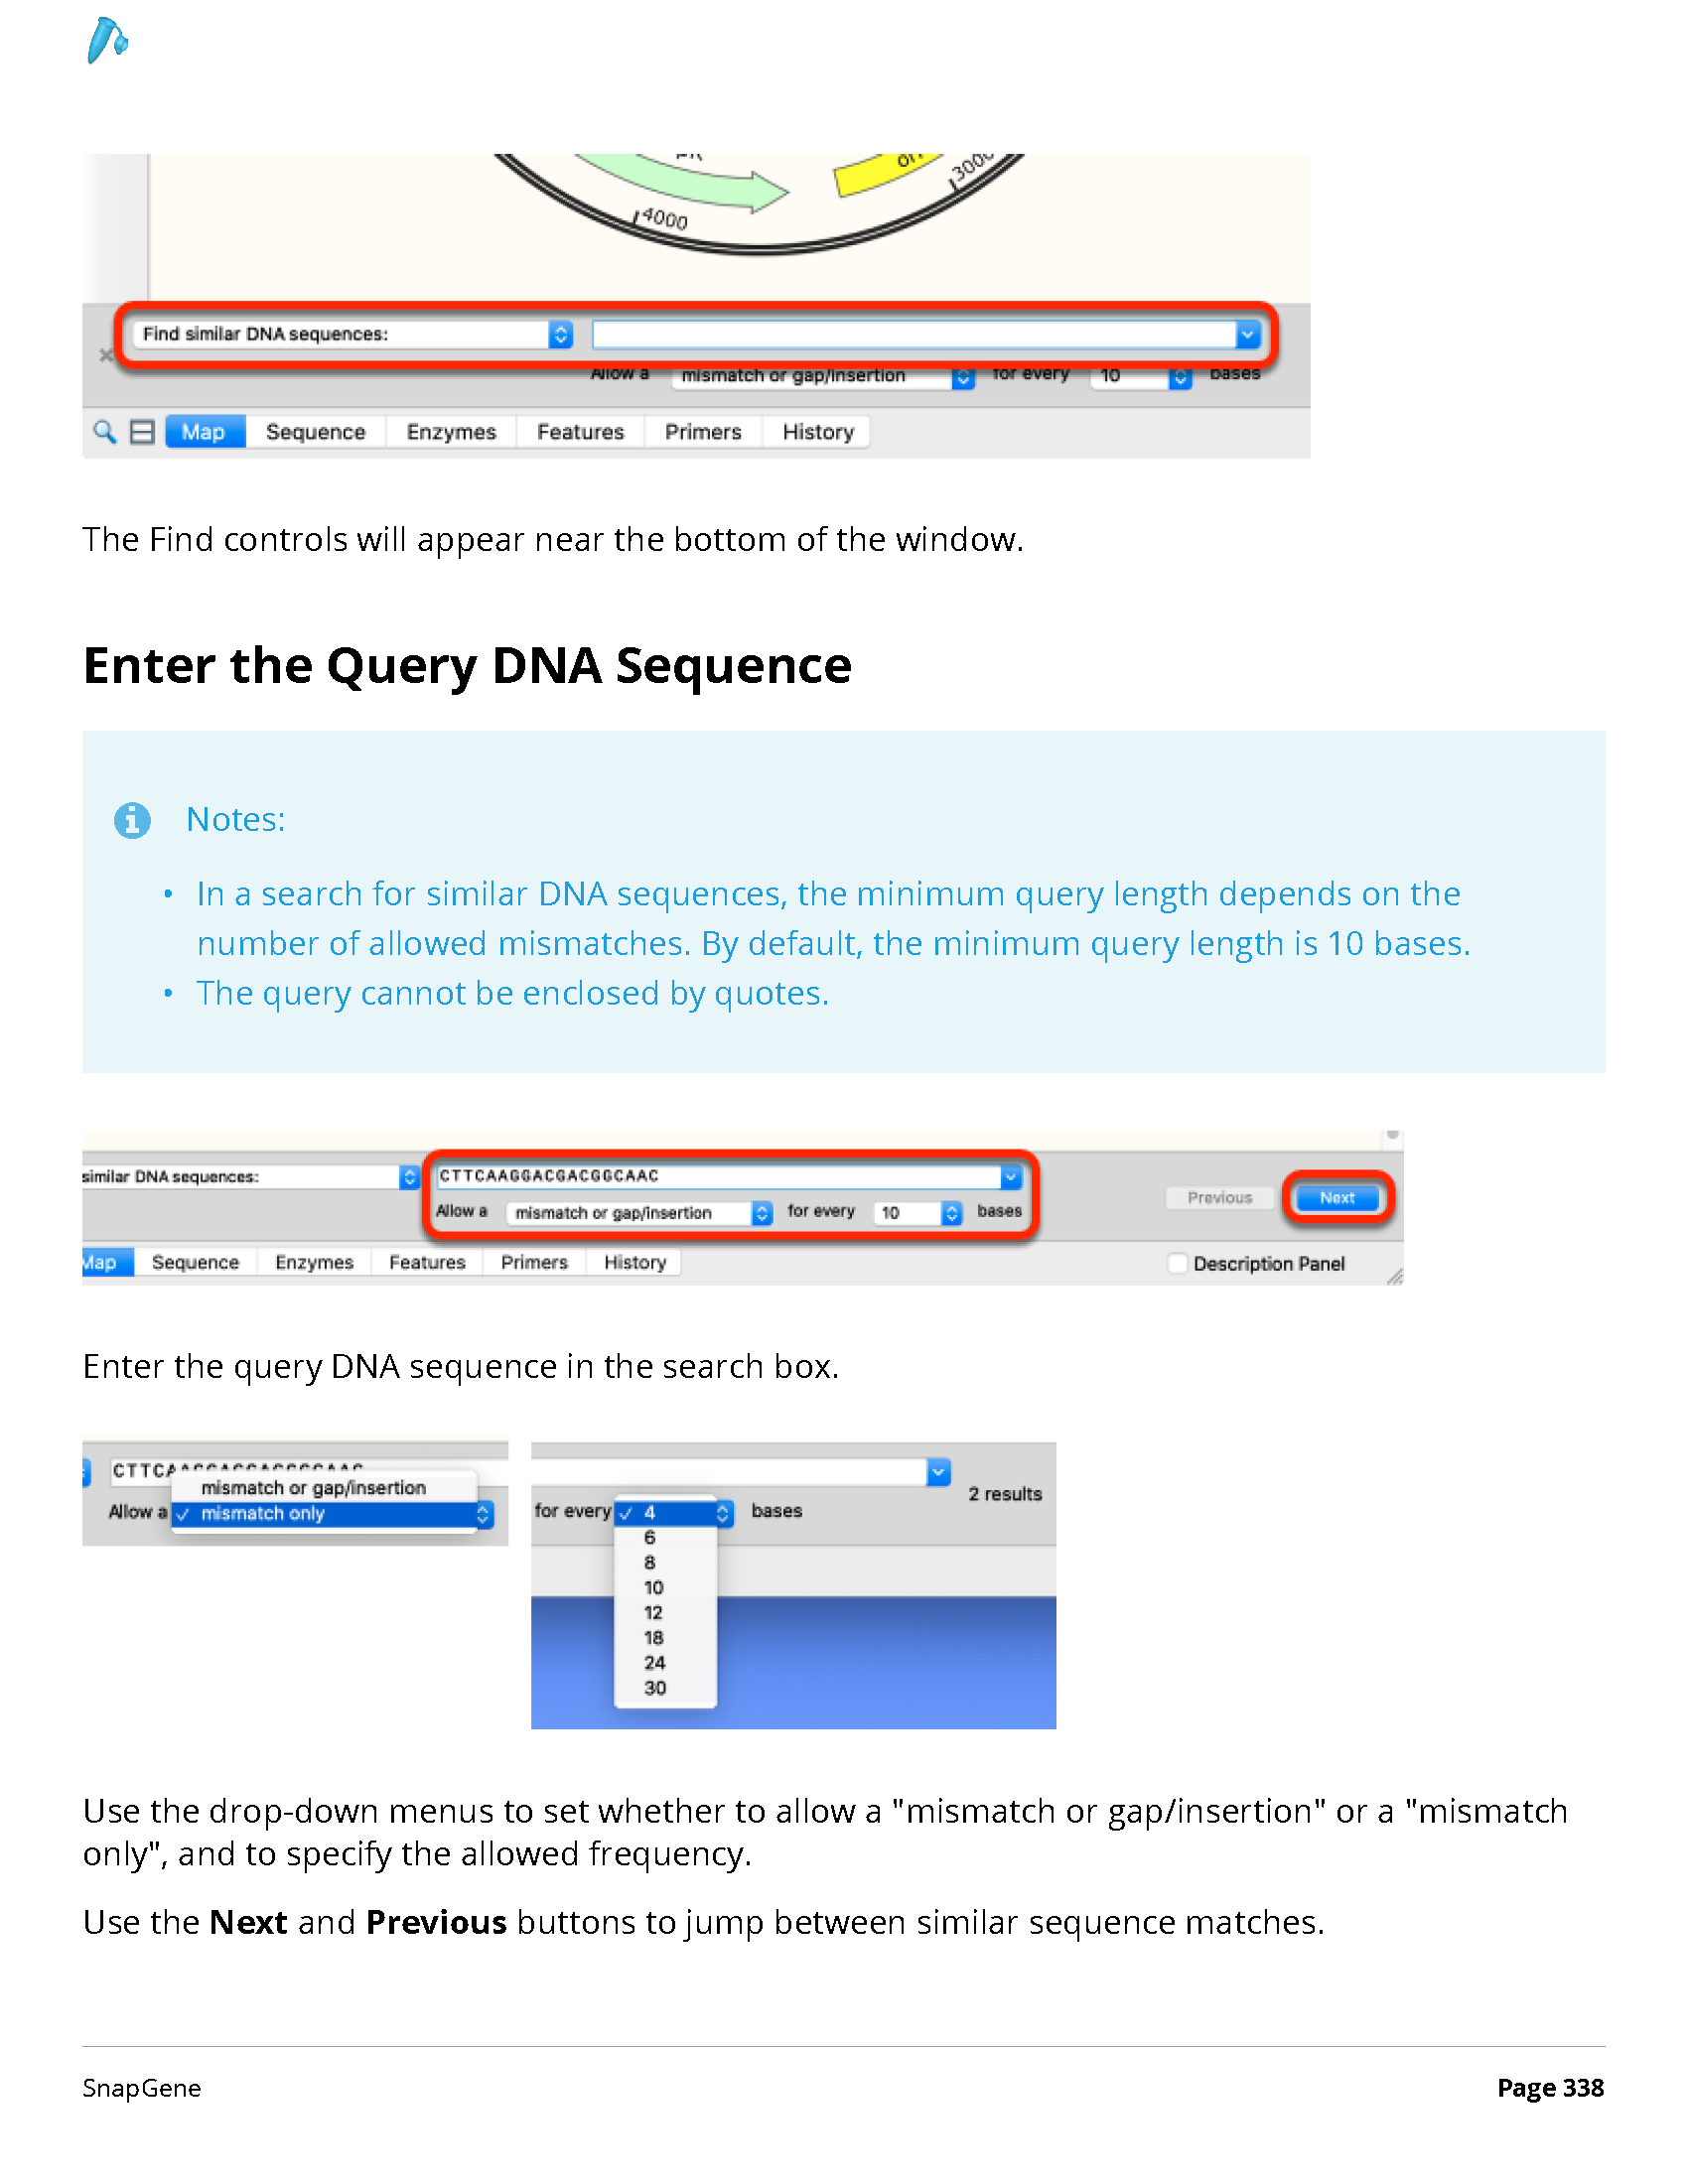 4000
3000
Find similar DNA sequences:
Allow a mismatch or gap/insertion for every 10 bases
Map Sequence Enzymes Features Primers History
The Find controls will appear near the bottom of the window.
Enter the Query DNA Sequence
Notes:
• In a search for similar DNA sequences, the minimum query length depends on the
number of allowed mismatches. By default, the minimum query length is 10 bases.
• The query cannot be enclosed by quotes.
similar DNA sequences: CTTCAAGGACGACGGCAAC
Allow a mismatch or gap/insertion for every 10 bases
Previous Next
Map Sequence Enzymes Features Primers History Description Panel
Enter the query DNA sequence in the search box.
mismatch or gap/insertion
Allow a ✓ mismatch only
2 results
for every ✓ 4 bases
6
8
10
12
18
24
30
Use the drop-down menus to set whether to allow a "mismatch or gap/insertion" or a "mismatch
only", and to specify the allowed frequency.
Use the Next and Previous buttons to jump between similar sequence matches.
SnapGene Page 338